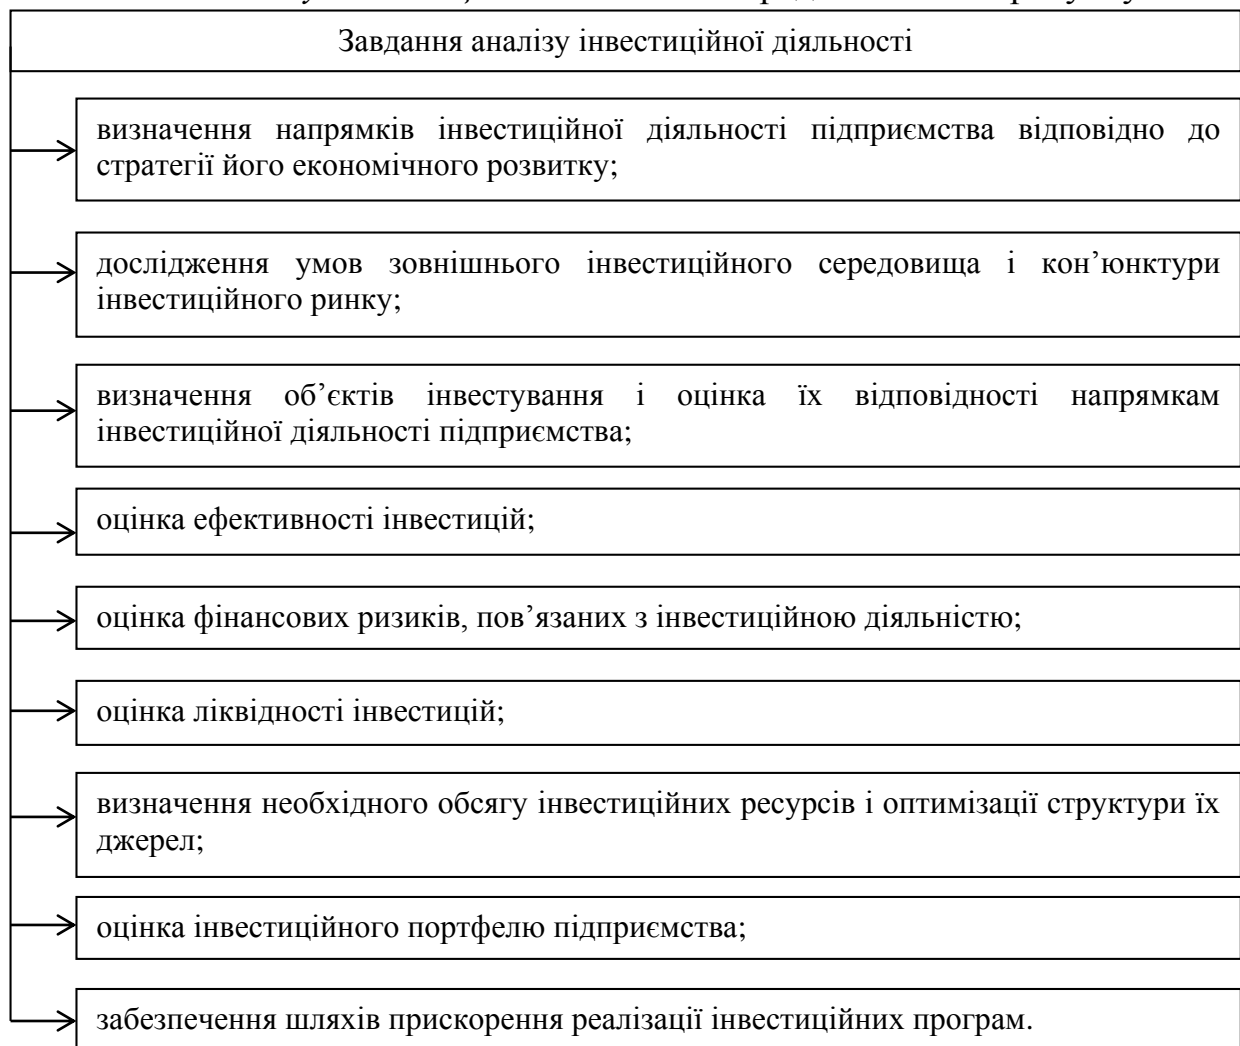 Завдання аналізу інвестиційної діяльності
визначення напрямків інвестиційної діяльності підприємства відповідно до
стратегії його економічного розвитку;
дослідження умов зовнішнього інвестиційного середовища і кон’юнктури
інвестиційного ринку;
визначення об’єктів інвестування і оцінка їх відповідності напрямкам
інвестиційної діяльності підприємства;
оцінка ефективності інвестицій;
оцінка фінансових ризиків, пов’язаних з інвестиційною діяльністю;
оцінка ліквідності інвестицій;
визначення необхідного обсягу інвестиційних ресурсів і оптимізації структури їх
джерел;
оцінка інвестиційного портфелю підприємства;
забезпечення шляхів прискорення реалізації інвестиційних програм.